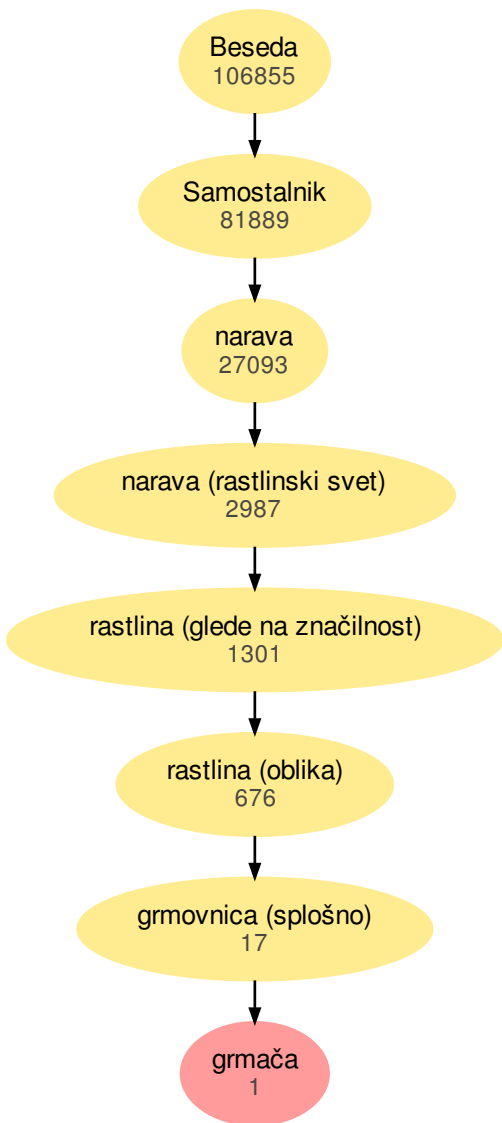 Beseda
106855
Samostalnik
81889
narava
27093
narava (rastlinski svet)
2987
rastlina (glede na značilnost)
1301
rastlina (oblika)
676
grmovnica (splošno)
17
grmača
1